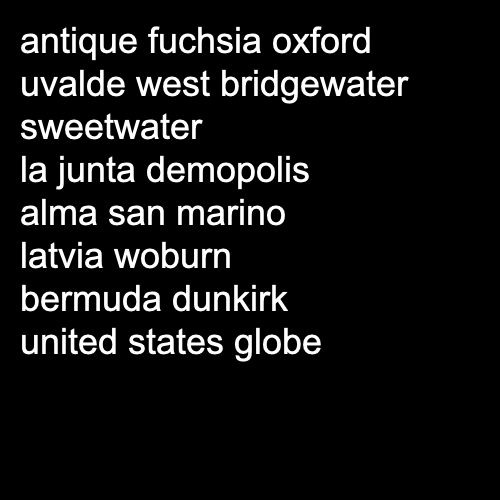 antique fuchsia oxford
uvalde west bridgewater
sweetwater
la junta demopolis
alma san marino
latvia woburn
bermuda dunkirk
united states globe